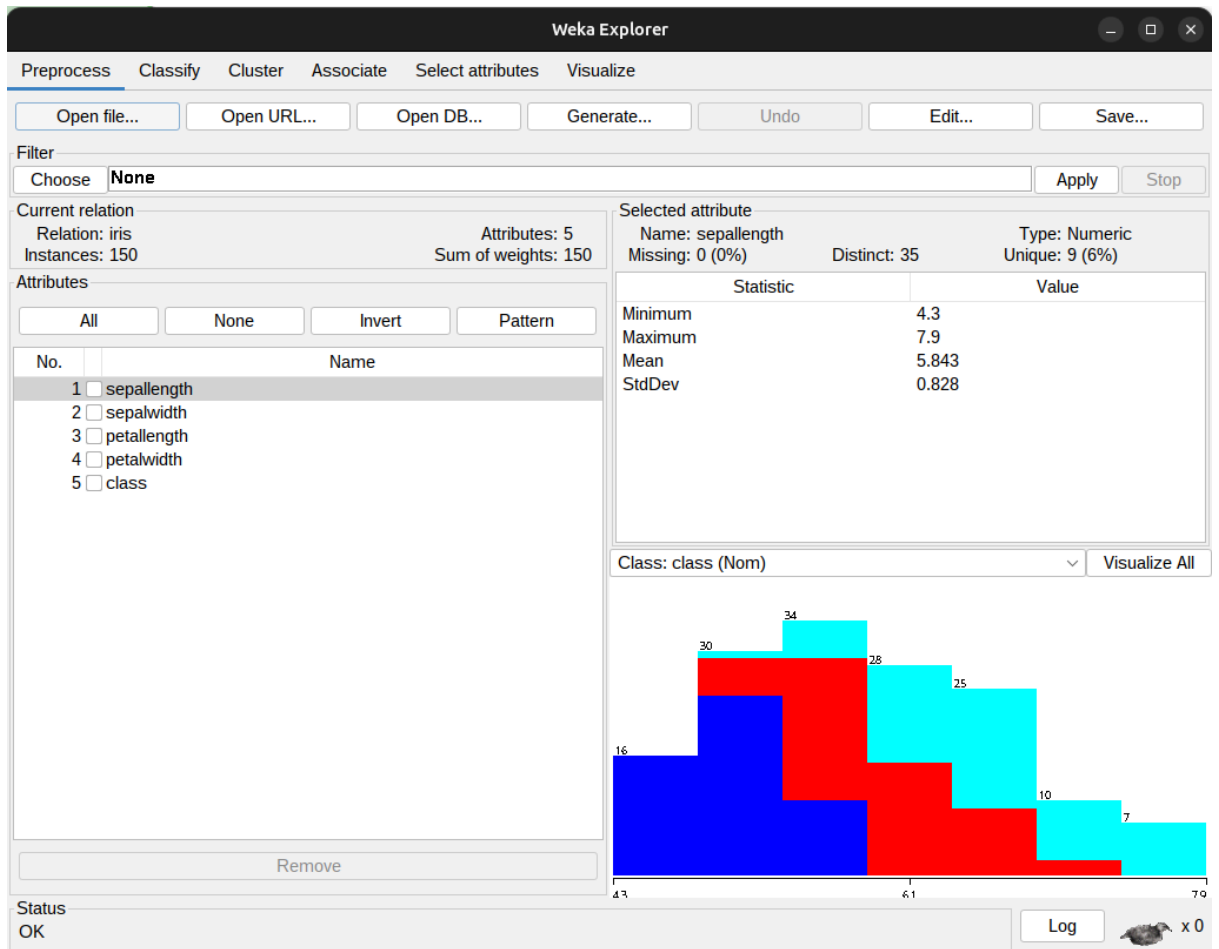 Weka Explorer
Preprocess Classify Cluster Associate Select attributes Visualize
Open file... Open URL... Open DB... Generate... Undo Edit... Save...
Filter
Choose None Apply Stop
Current relation
Relation: iris Attributes: 5
Instances: 150 Sum of weights: 150
Attributes
All None Invert Pattern
No. Name
1 sepallength
2 sepalwidth
3 petallength
4 petalwidth
5 class
Remove
Selected attribute
Name: sepallength Type: Numeric
Missing: 0 (0%) Distinct: 35 Unique: 9 (6%)
Statistic Value
Minimum 4.3
Maximum 7.9
Mean 5.843
StdDev 0.828
Class: class (Nom) Visualize All
34
30
28
25
16
10
7
Status
OK
Log x 0